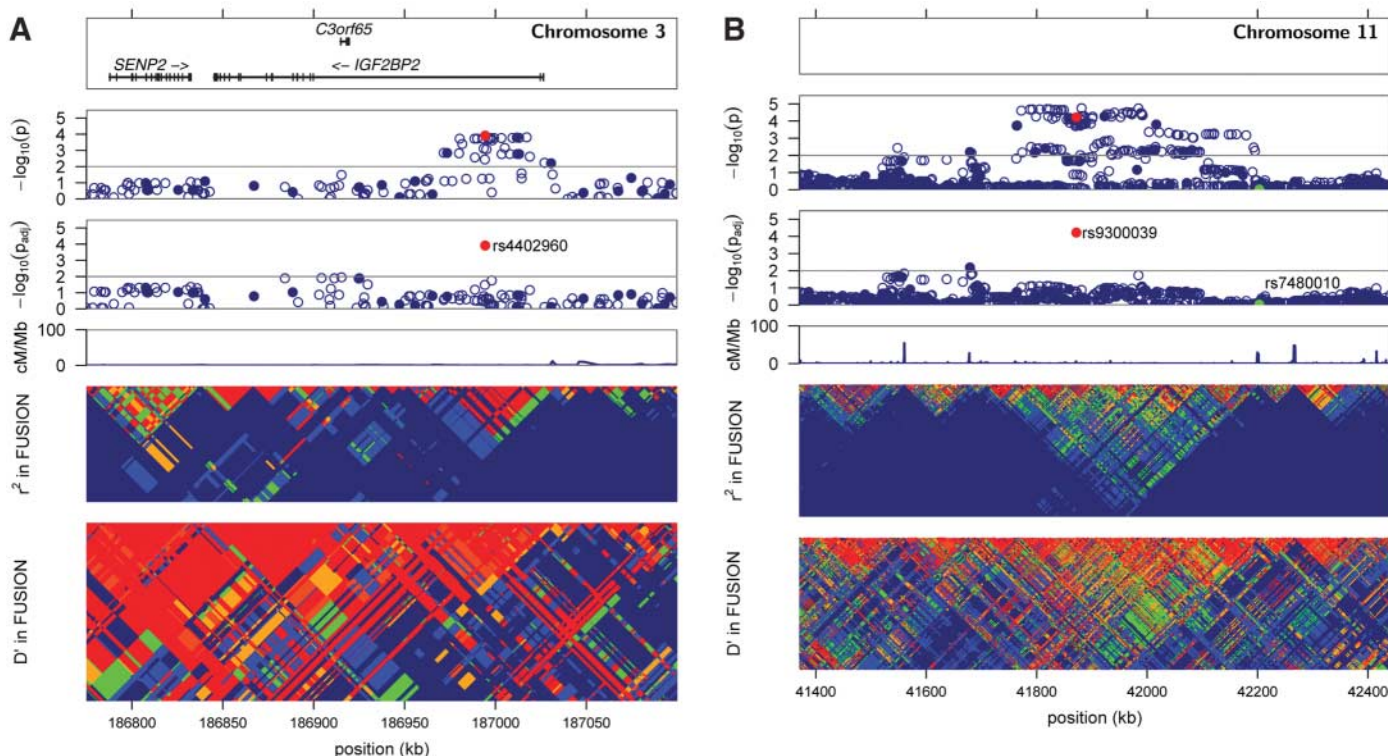 A
C3orf65
Chromosome 3
SENP2 –>
<– IGF2BP2
−log10(p)
5
4
3
2
1
0
−log10(padj)
5
4
3
2
1
0
rs4402960
cM/Mb
100
0
r2 in FUSION
D' in FUSION
186800
186850
186900
186950
187000
187050
position (kb)
B
Chromosome 11
−log10(p)
5
4
3
2
1
0
−log10(padj)
5
4
3
2
1
0
rs9300039
rs7480010
cM/Mb
100
0
r2 in FUSION
D' in FUSION
41400
41600
41800
42000
42200
42400
position (kb)